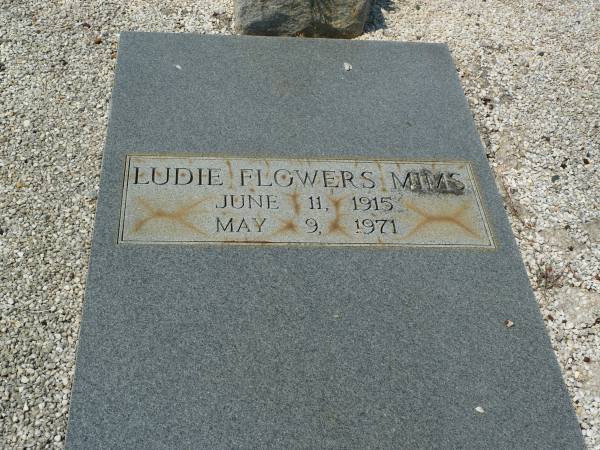 LUDIE FLOWERS MIMS
JUNE 11, 1915
MAY 9, 1971